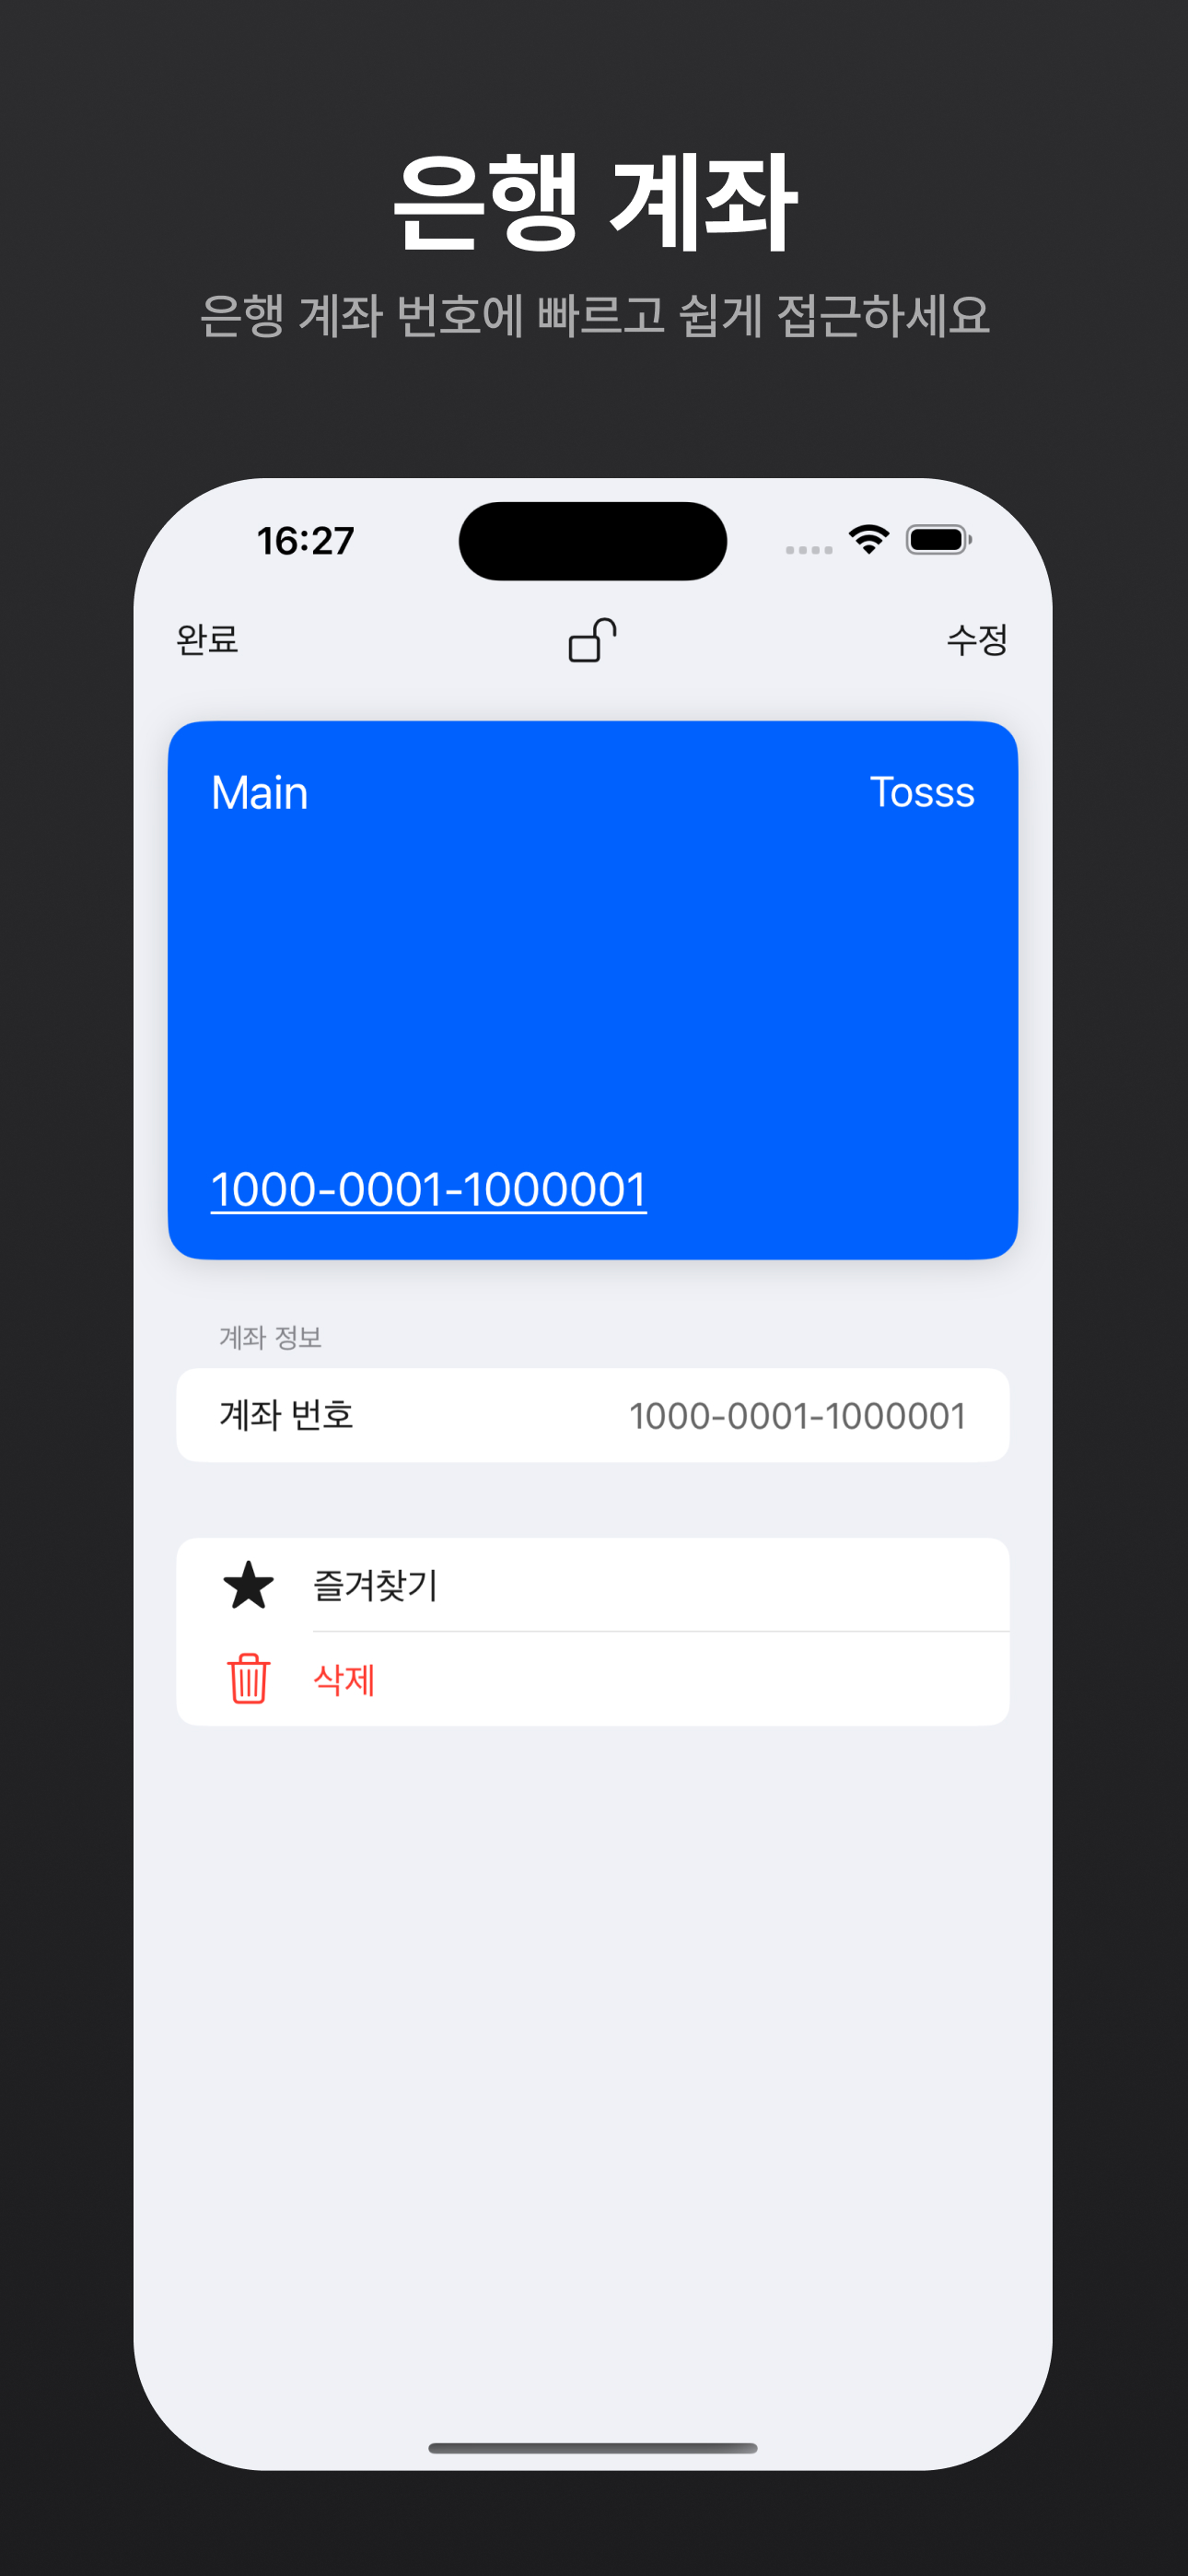 은행 계좌
은행 계좌 번호에 빠르고 쉽게 접근하세요
16:27
완료
수정
Main
Tosss
1000-0001-1000001
계좌 정보
계좌 번호
1000-0001-1000001
즐겨찾기
삭제